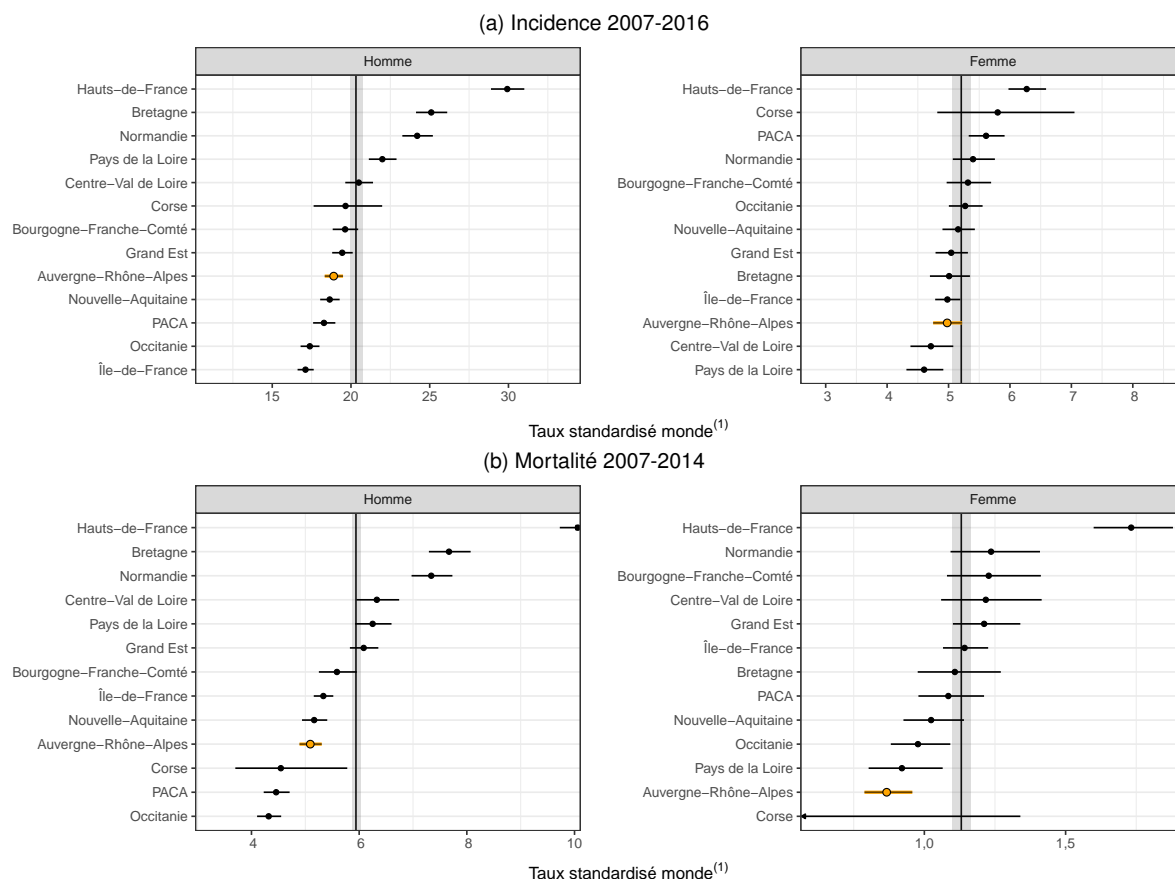 (a) Incidence 2007-2016
Homme
Hauts−de−France
Bretagne
Normandie
Pays de la Loire
Centre−Val de Loire
Corse
Bourgogne−Franche−Comté
Grand Est
Auvergne−Rhône−Alpes
Nouvelle−Aquitaine
PACA
Occitanie
Île−de−France
15 20 25 30
Femme
Hauts−de−France
Corse
PACA
Normandie
Bourgogne−Franche−Comté
Occitanie
Nouvelle−Aquitaine
Grand Est
Bretagne
Île−de−France
Auvergne−Rhône−Alpes
Centre−Val de Loire
Pays de la Loire
3 4 5 6 7 8
Taux standardisé monde(1)
(b) Mortalité 2007-2014
Homme
Hauts−de−France
Bretagne
Normandie
Centre−Val de Loire
Pays de la Loire
Grand Est
Bourgogne−Franche−Comté
Île−de−France
Nouvelle−Aquitaine
Auvergne−Rhône−Alpes
Corse
PACA
Occitanie
4 6 8 10
Femme
Hauts−de−France
Normandie
Bourgogne−Franche−Comté
Centre−Val de Loire
Grand Est
Île−de−France
Bretagne
PACA
Nouvelle−Aquitaine
Occitanie
Pays de la Loire
Auvergne−Rhône−Alpes
Corse
1,0 1,5
Taux standardisé monde(1)